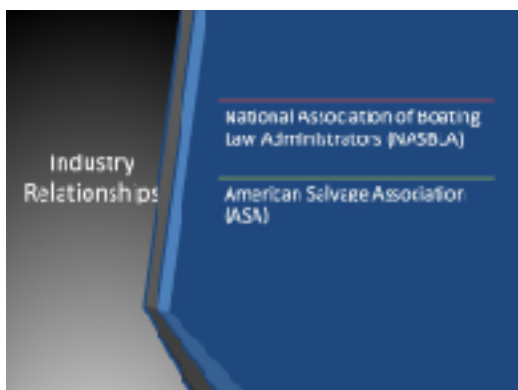 Industry
Relationships
National Association of Boating
Law Administrators (NASBLA)
American Salvage Association
(ASA)